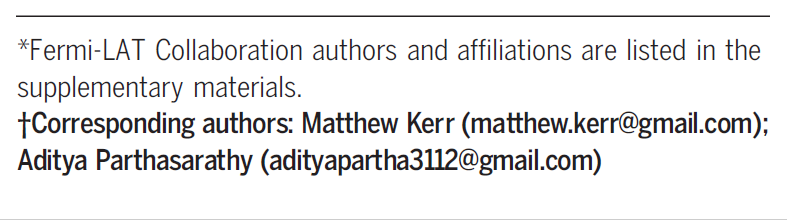 *Fermi-LAT Collaboration authors and affiliations are listed in the
supplementary materials.
†Corresponding authors: Matthew Kerr (matthew.kerr@gmail.com);
Aditya Parthasarathy (adityapartha3112@gmail.com)